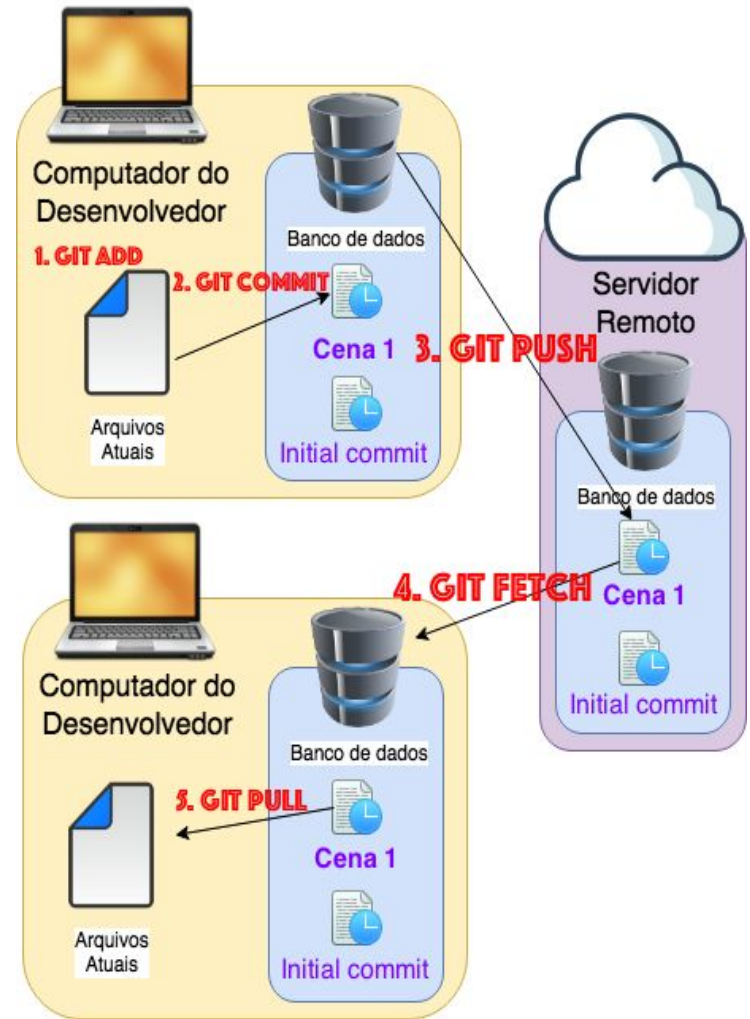 Computador do
Desenvolvedor
1. GIT ADD
2. GIT COMMIT
Arquivos
Atuais
Banco de dados
Cena 1
Initial commit
3. GIT PUSH
Servidor
Remoto
Banco de dados
Cena 1
Initial commit
4. GIT FETCH
Computador do
Desenvolvedor
Banco de dados
5. GIT PULL
Cena 1
Initial commit
Arquivos
Atuais